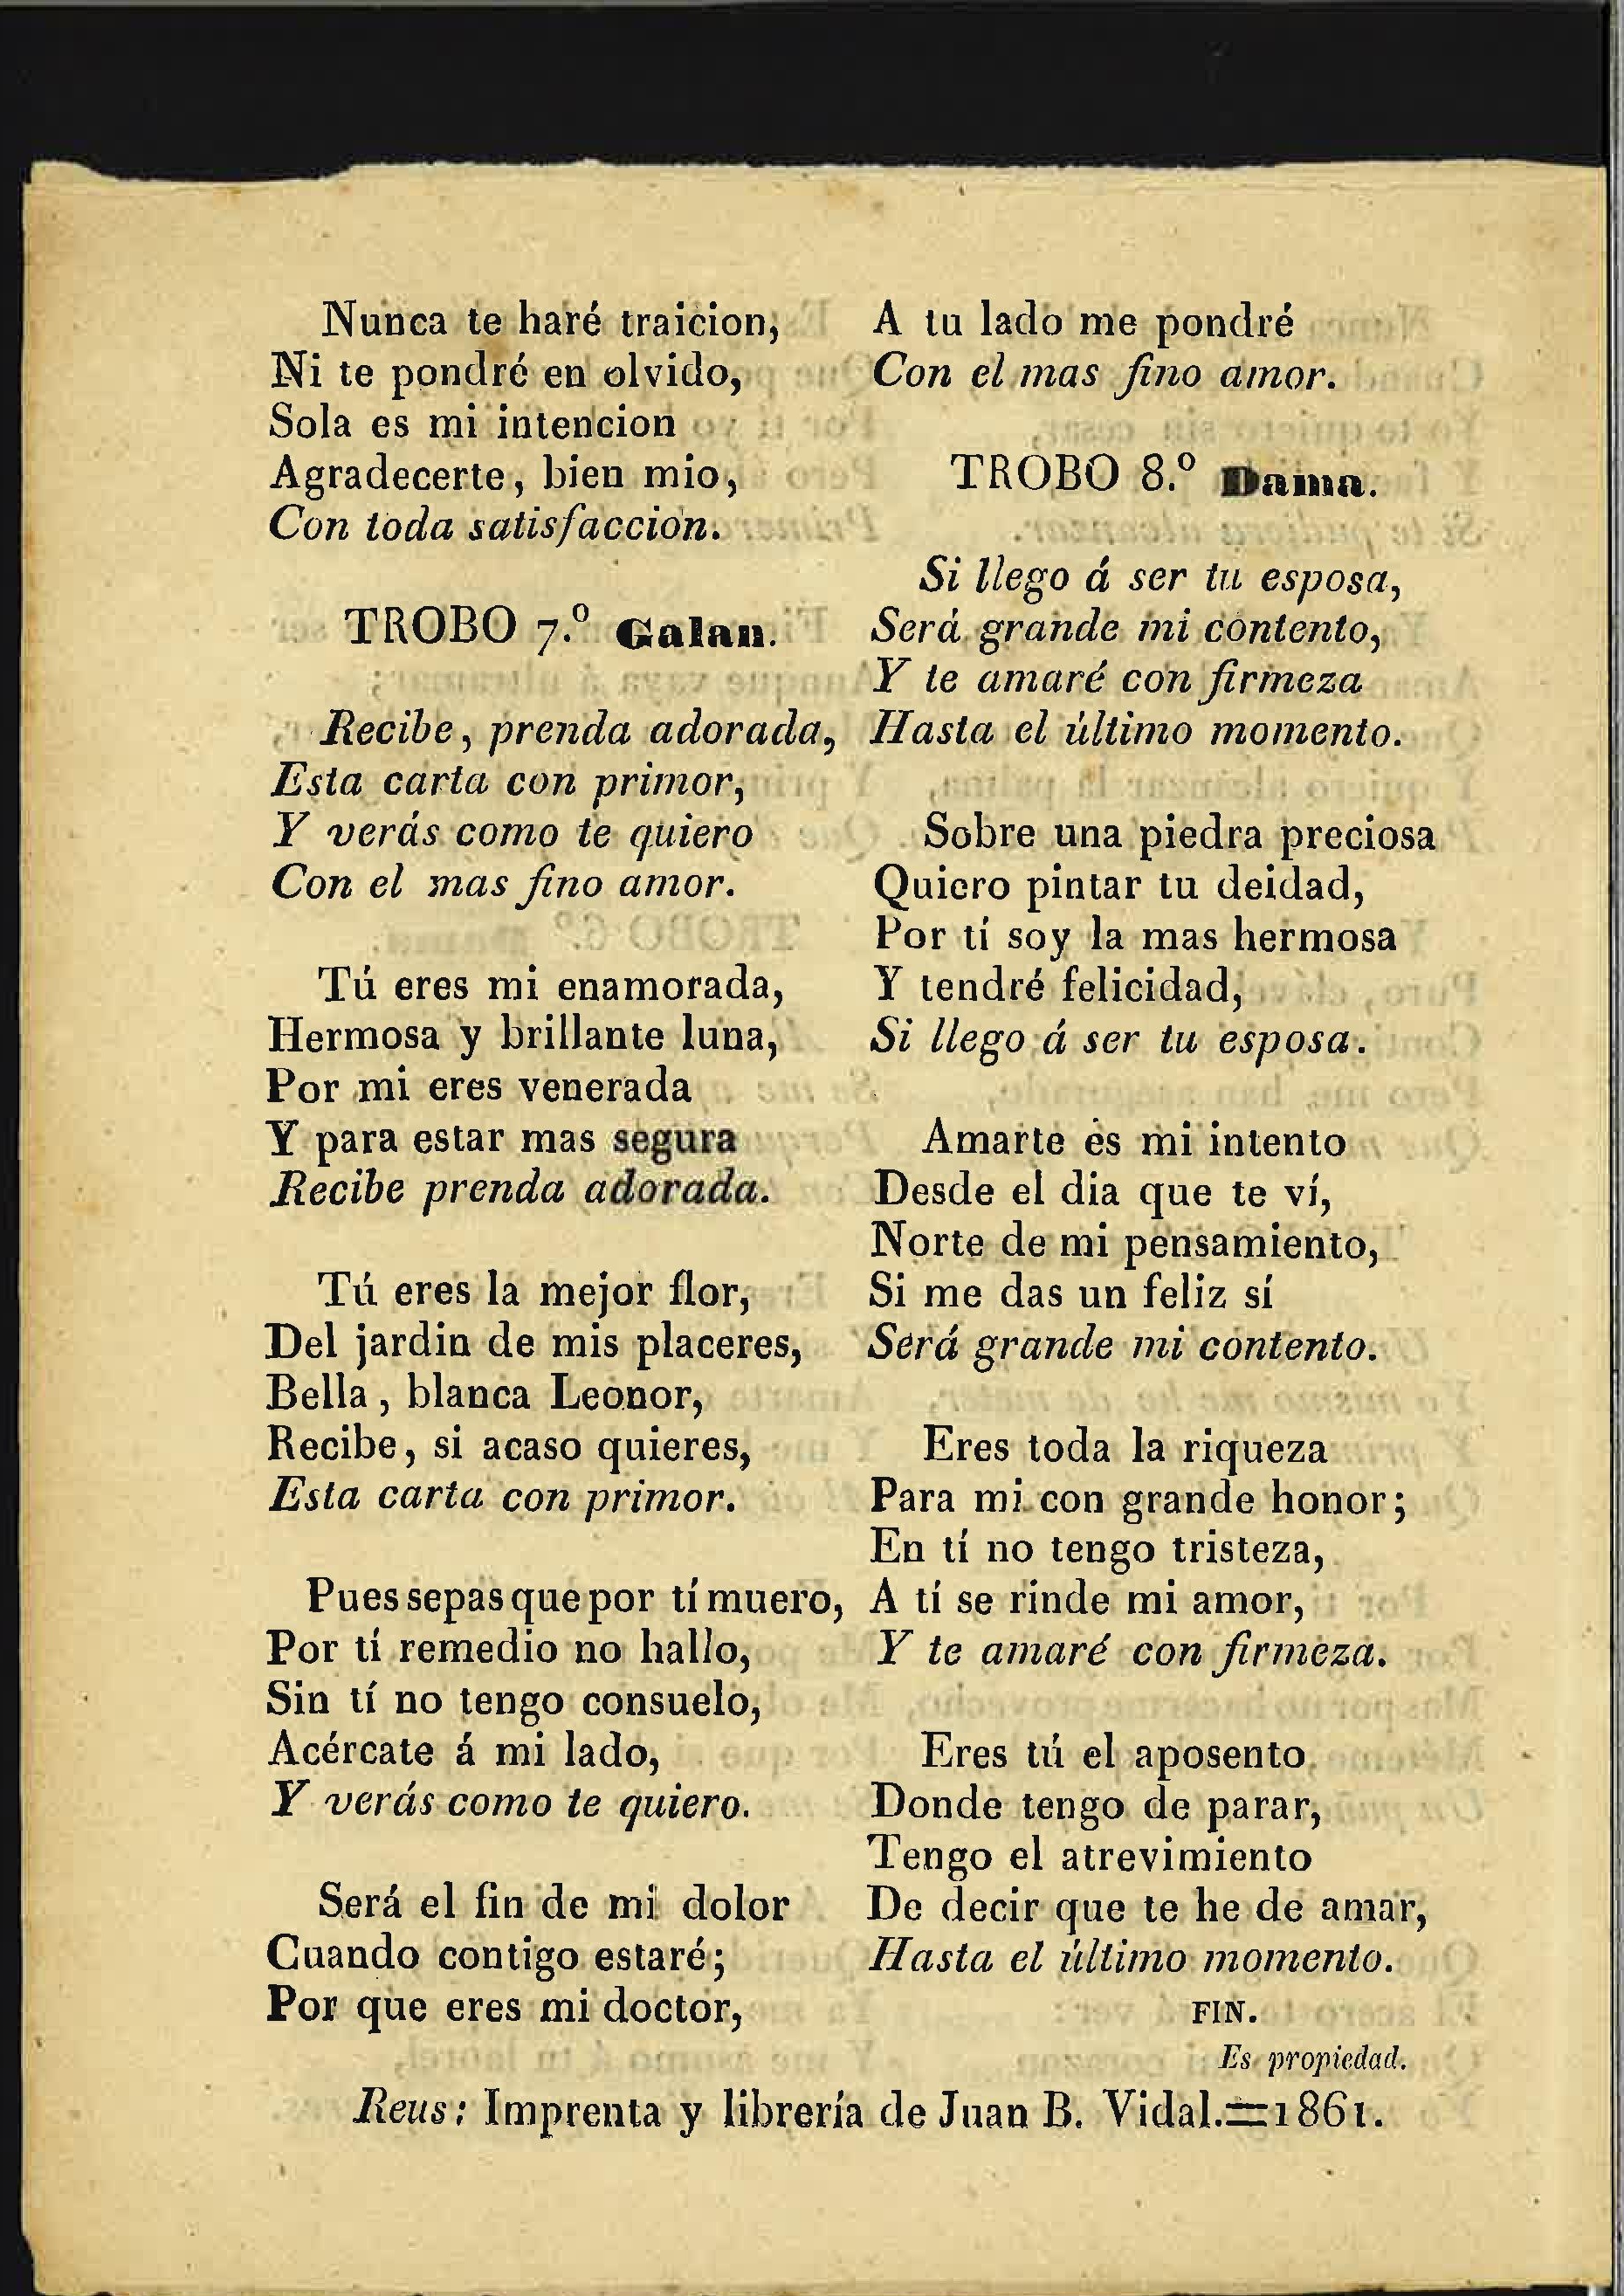 Nunca te haré traicion,
Ni te pondré en olvido,
Sola es mi intencion
Agradecerte, bien mio,
Con toda satisfaccion.
TROBO 7.º Galan.
Recibe, prenda adorada,
Esta carta con primor,
Y verás como te quiero
Con el mas fino amor.
Tú eres mi enamorada,
Hermosa y brillante luna,
Por mi eres venerada
Y para estar mas segura
Recibe prenda adorada.
Tú eres la mejor flor,
Del jardin de mis placeres,
Bella, blanca Leonor,
Recibe, si acaso quieres,
Esta carta con primor.
Pues sepas que por tí muero,
Por tí remedio no hallo,
Sin tí no tengo consuelo,
Acércate á mi lado,
Y verás como te quiero.
Será el fin de mi dolor
Cuando contigo estaré;
Por que eres mi doctor,
A tu lado me pondré
Con el mas fino amor.
TROBO 8.º Dama.
Si llego á ser tu esposa,
Será grande mi contento,
Y te amaré con firmeza
Hasta el último momento.
Sobre una piedra preciosa
Quiero pintar tu deidad,
Por tí soy la mas hermosa
Y tendré felicidad,
Si llego á ser tu esposa.
Amarte es mi intento
Desde el dia que te ví,
Norte de mi pensamiento,
Si me das un feliz sí
Será grande mi contento.
Eres toda la riqueza
Para mi con grande honor;
En tí no tengo tristeza,
A tí se rinde mi amor,
Y te amaré con firmeza.
Eres tú el aposento
Donde tengo de parar,
Tengo el atrevimiento
De decir que te he de amar,
Hasta el último momento.
FIN.
Es propiedad.
Reus: Imprenta y librería de Juan B. Vidal.=1861.